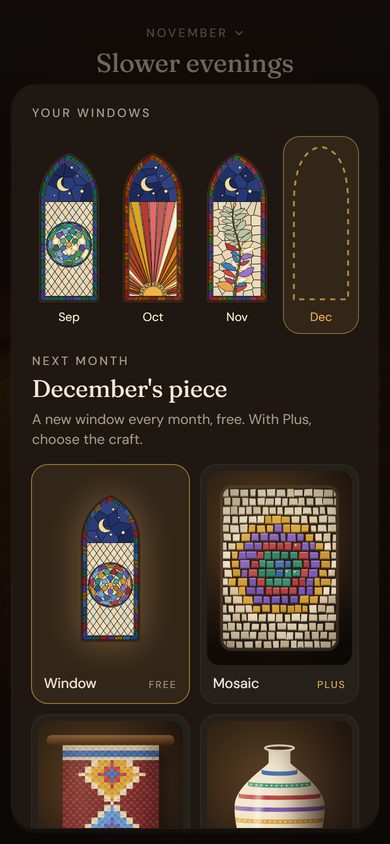 NOVEMBER
Slower evenings
YOUR WINDOWS
Sep
Oct
Nov
Dec
NEXT MONTH
December's piece
A new window every month, free. With Plus,
choose the craft.
Window
FREE
Mosaic
PLUS